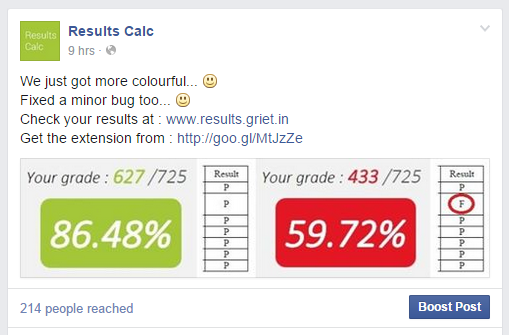 Results
Calc
Results Calc
9 hrs ·
We just got more colourful...
Fixed a minor bug too...
Check your results at : www.results.griet.in
Get the extension from : http://goo.gl/MtJzZe
Your grade : 627 /725
86.48%
Result
P
P
P
P
P
P
P
Your grade : 433 /725
59.72%
Result
P
F
P
P
P
P
P
214 people reached
Boost Post